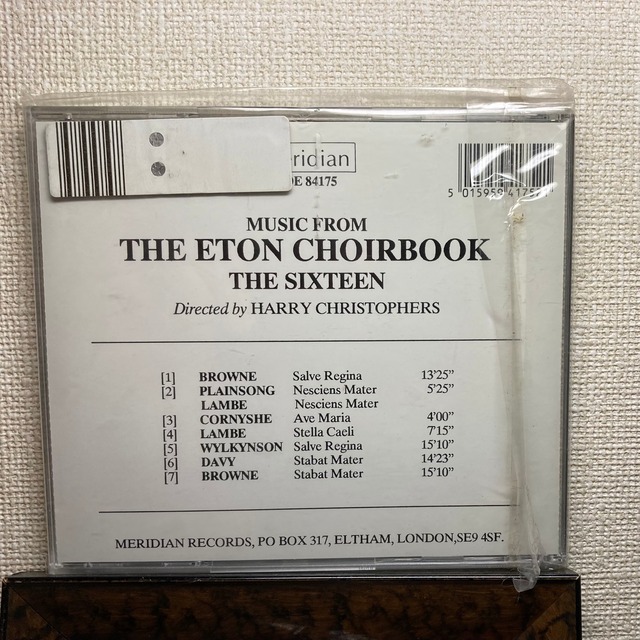 ridian
DE 84175
5 015959 41752
MUSIC FROM
THE ETON CHOIRBOOK
THE SIXTEEN
Directed by HARRY CHRISTOPHERS
[1] BROWNE Salve Regina 13'25"
[2] PLAINSONG Nesciens Mater 5'25"
LAMBE Nesciens Mater
[3] CORNYSHE Ave Maria 4'00"
[4] LAMBE Stella Caeli 7'15"
[5] WYLKYNSON Salve Regina 15'10"
[6] DAVY Stabat Mater 14'23"
[7] BROWNE Stabat Mater 15'10"
MERIDIAN RECORDS, PO BOX 317, ELTHAM, LONDON,SE9 4SF.